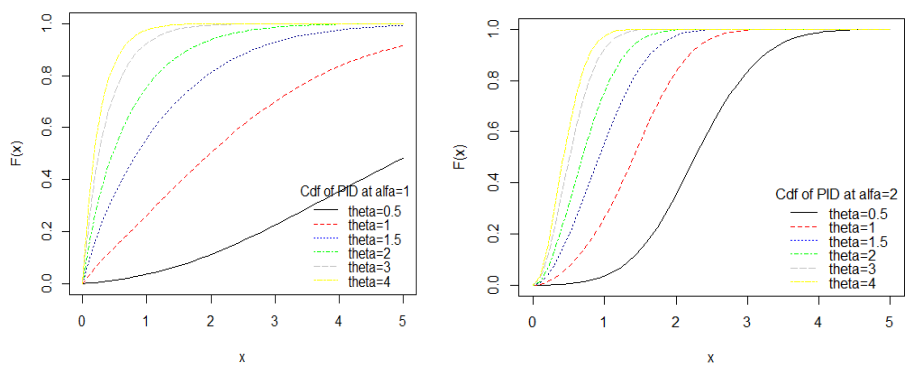 F(x)
1.0
0.8
0.6
0.4
0.2
0.0
Cdf of PID at alfa=1
theta=0.5
theta=1
theta=1.5
theta=2
theta=3
theta=4
0 1 2 3 4 5
x
F(x)
1.0
0.8
0.6
0.4
0.2
0.0
Cdf of PID at alfa=2
theta=0.5
theta=1
theta=1.5
theta=2
theta=3
theta=4
0 1 2 3 4 5
x